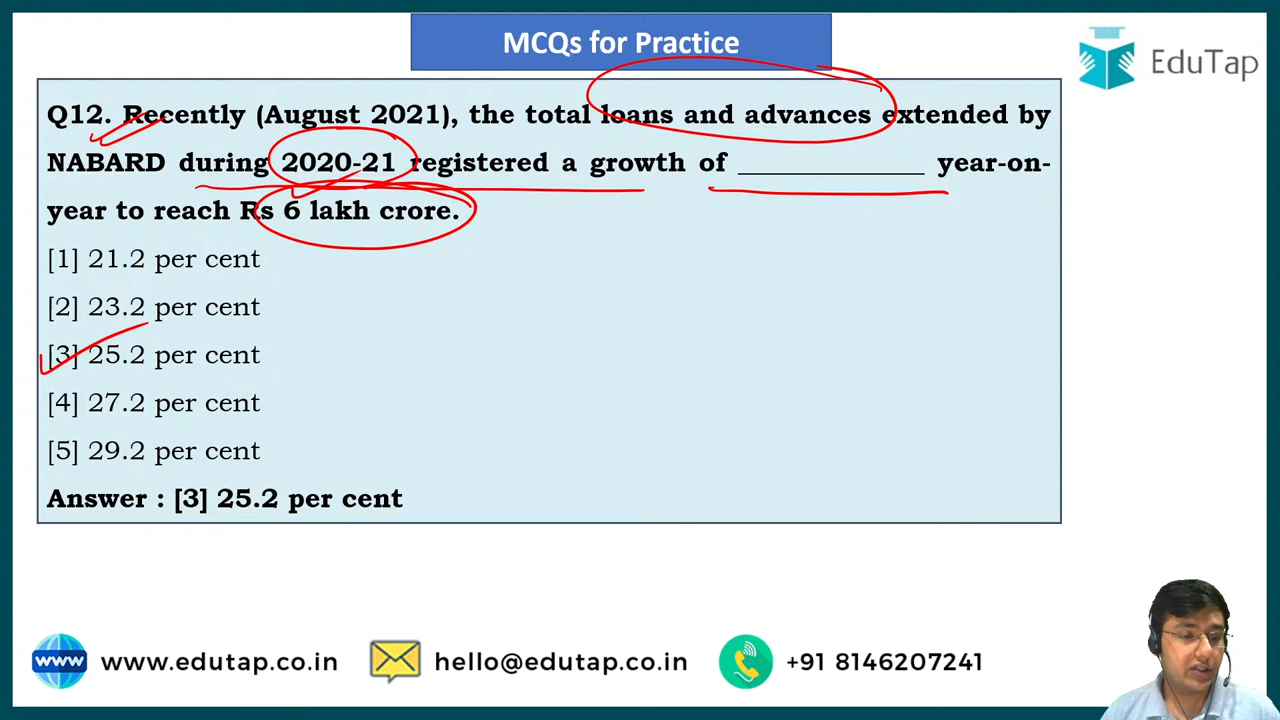 MCQs for Practice
EduTap
Q12. Recently (August 2021), the total loans and advances extended by
NABARD during 2020-21 registered a growth of _____________ year-on-
year to reach Rs 6 lakh crore.
[1] 21.2 per cent
[2] 23.2 per cent
[3] 25.2 per cent
[4] 27.2 per cent
[5] 29.2 per cent
Answer : [3] 25.2 per cent
www www.edutap.co.in hello@edutap.co.in +91 8146207241